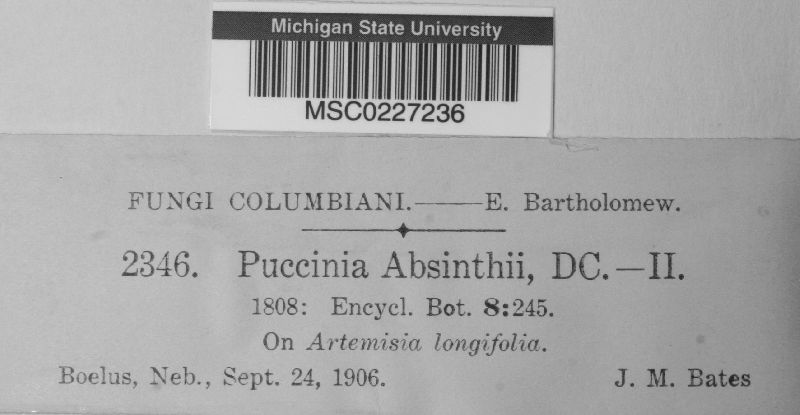 Michigan State University
MSC0227236
FUNGI COLUMBIANI.——E. Bartholomew.
2346. Puccinia Absinthii, DC.—II.
1808: Encycl. Bot. 8:245.
On Artemisia longifolia.
Boelus, Neb., Sept. 24, 1906. J. M. Bates